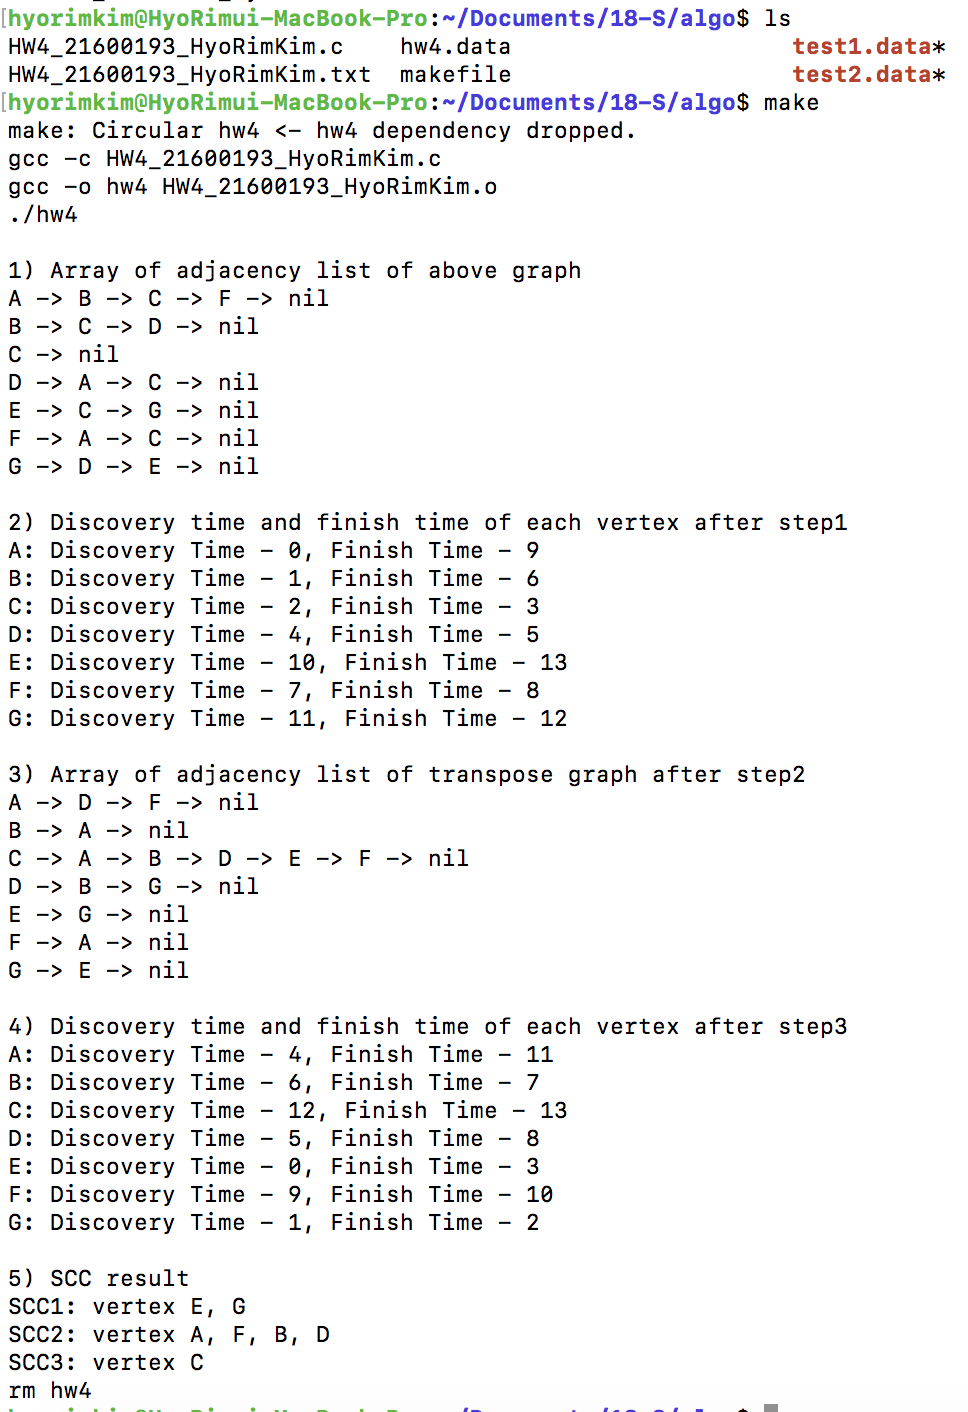 [hyorimkim@HyoRimui-MacBook-Pro:~/Documents/18-S/algo$ ls
HW4_21600193_HyoRimKim.c    hw4.data                    test1.data*
HW4_21600193_HyoRimKim.txt  makefile                    test2.data*
[hyorimkim@HyoRimui-MacBook-Pro:~/Documents/18-S/algo$ make
make: Circular hw4 <- hw4 dependency dropped.
gcc -c HW4_21600193_HyoRimKim.c
gcc -o hw4 HW4_21600193_HyoRimKim.o
./hw4
1) Array of adjacency list of above graph
A -> B -> C -> F -> nil
B -> C -> D -> nil
C -> nil
D -> A -> C -> nil
E -> C -> G -> nil
F -> A -> C -> nil
G -> D -> E -> nil
2) Discovery time and finish time of each vertex after step1
A: Discovery Time - 0, Finish Time - 9
B: Discovery Time - 1, Finish Time - 6
C: Discovery Time - 2, Finish Time - 3
D: Discovery Time - 4, Finish Time - 5
E: Discovery Time - 10, Finish Time - 13
F: Discovery Time - 7, Finish Time - 8
G: Discovery Time - 11, Finish Time - 12
3) Array of adjacency list of transpose graph after step2
A -> D -> F -> nil
B -> A -> nil
C -> A -> B -> D -> E -> F -> nil
D -> B -> G -> nil
E -> G -> nil
F -> A -> nil
G -> E -> nil
4) Discovery time and finish time of each vertex after step3
A: Discovery Time - 4, Finish Time - 11
B: Discovery Time - 6, Finish Time - 7
C: Discovery Time - 12, Finish Time - 13
D: Discovery Time - 5, Finish Time - 8
E: Discovery Time - 0, Finish Time - 3
F: Discovery Time - 9, Finish Time - 10
G: Discovery Time - 1, Finish Time - 2
5) SCC result
SCC1: vertex E, G
SCC2: vertex A, F, B, D
SCC3: vertex C
rm hw4